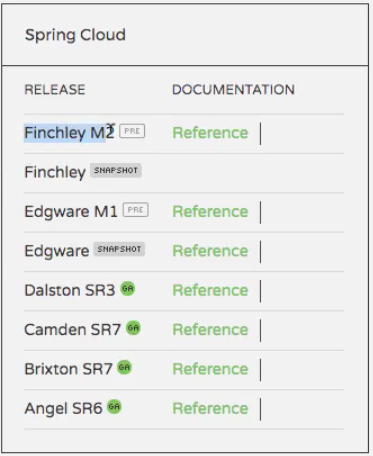 Spring Cloud
RELEASE DOCUMENTATION
Finchley M2 PRE Reference
Finchley SNAPSHOT
Edgware M1 PRE Reference
Edgware SNAPSHOT Reference
Dalston SR3 GA Reference
Camden SR7 GA Reference
Brixton SR7 GA Reference
Angel SR6 GA Reference